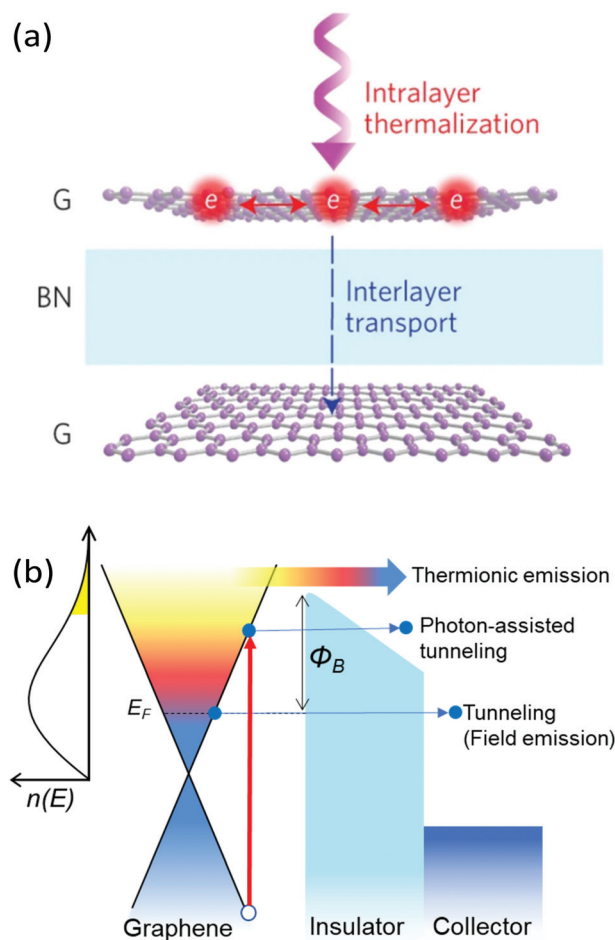 (a)
Intralayer
thermalization
G
e e e
BN
Interlayer
transport
G
(b)
Thermionic emission
Photon-assisted
tunneling
Φ_B
E_F
Tunneling
(Field emission)
n(E)
Graphene
Insulator
Collector